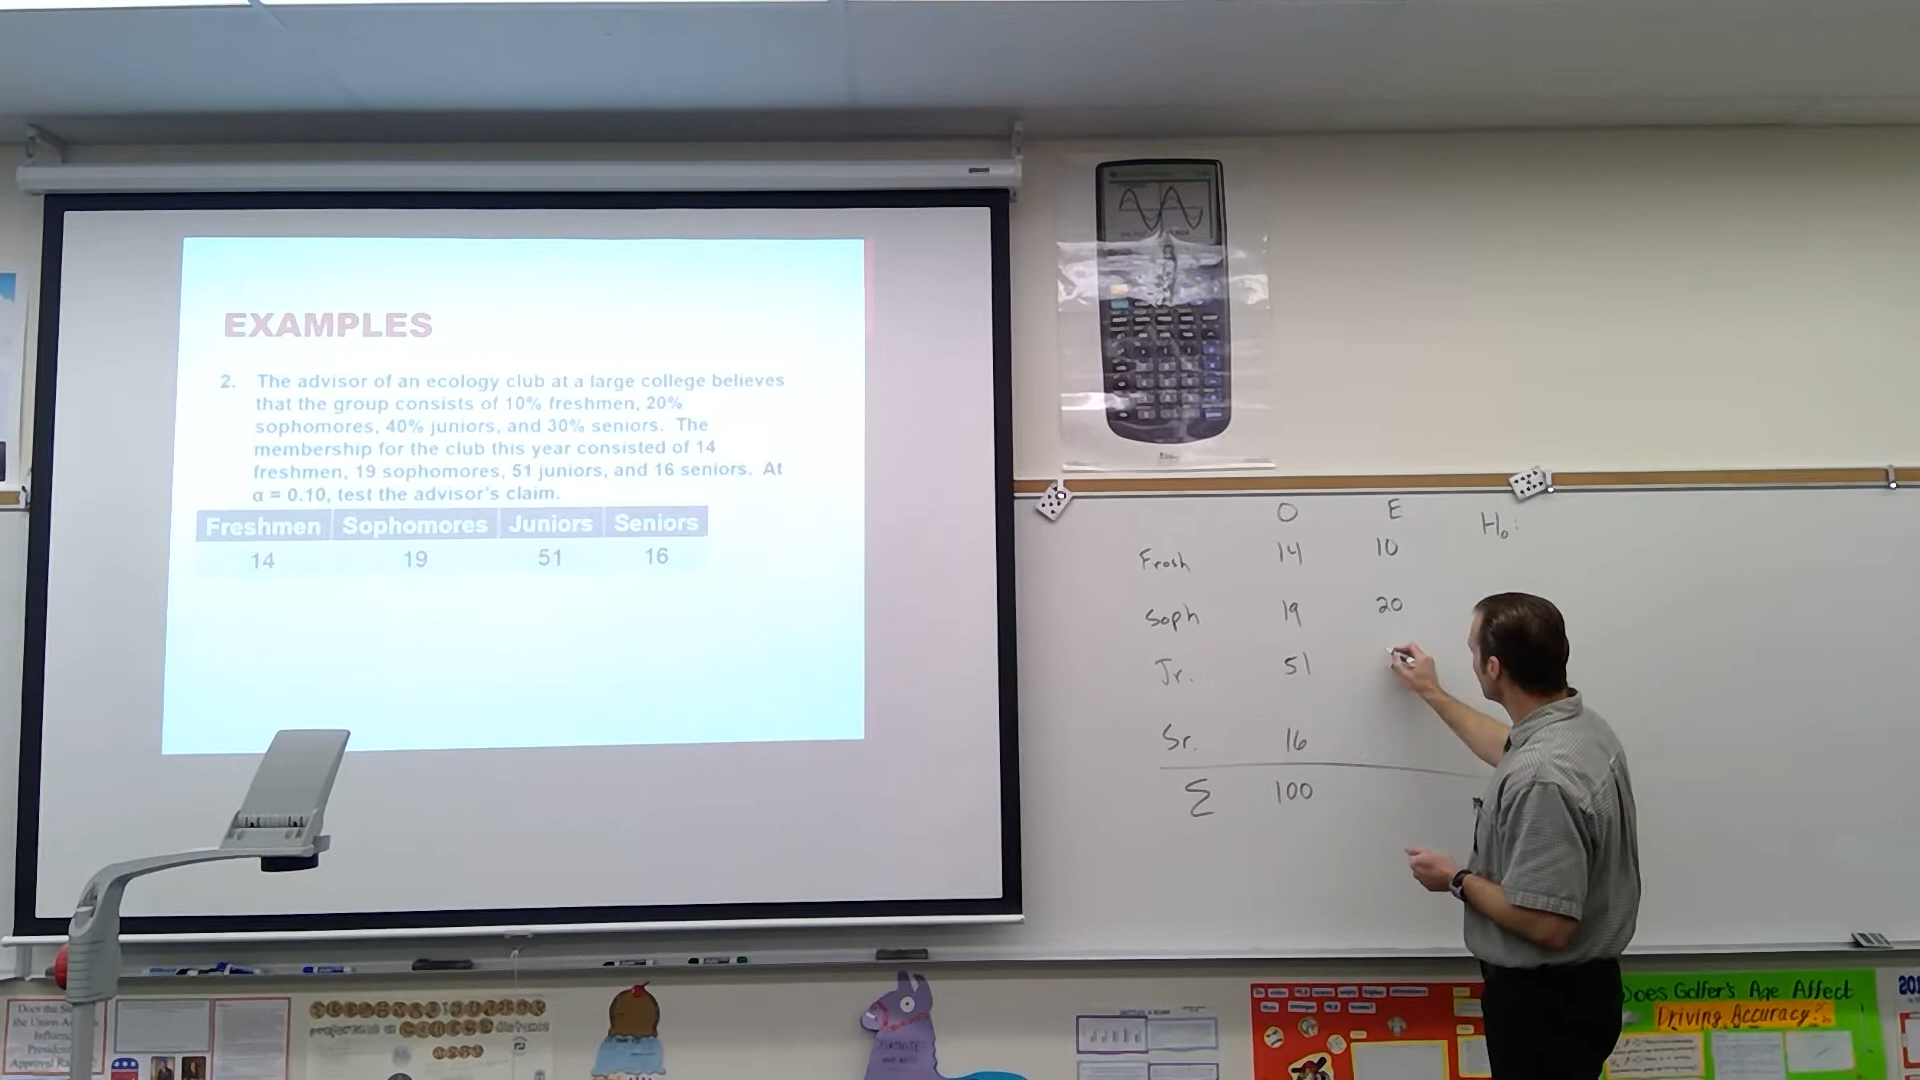 EXAMPLES
2. The advisor of an ecology club at a large college believes
that the group consists of 10% freshmen, 20%
sophomores, 40% juniors, and 30% seniors. The
membership for the club this year consisted of 14
freshmen, 19 sophomores, 51 juniors, and 16 seniors. At
α = 0.10, test the advisor's claim.
Freshmen Sophomores Juniors Seniors
14 19 51 16
O E H₀:
Frosh 14 10
Soph 19 20
Jr. 51
Sr. 16
Σ 100
Does Golfer's Age Affect
Driving Accuracy?